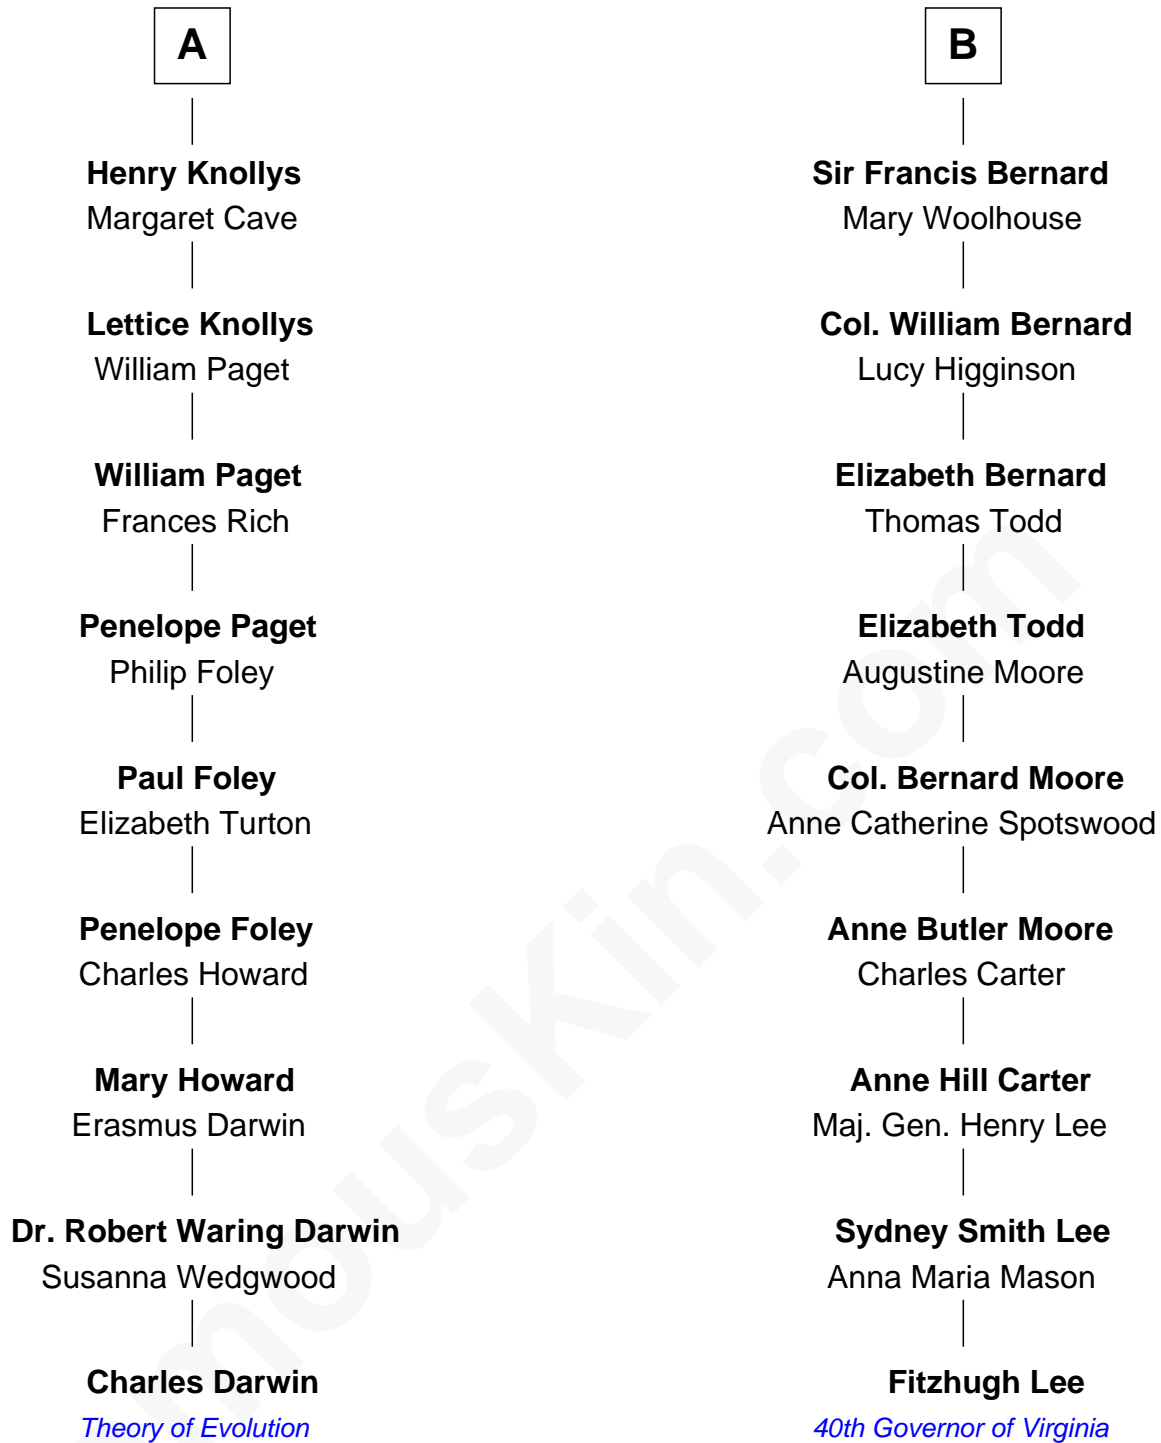 A
Henry Knollys
Margaret Cave
Lettice Knollys
William Paget
William Paget
Frances Rich
Penelope Paget
Philip Foley
Paul Foley
Elizabeth Turton
Penelope Foley
Charles Howard
Mary Howard
Erasmus Darwin
Dr. Robert Waring Darwin
Susanna Wedgwood
Charles Darwin
Theory of Evolution
B
Sir Francis Bernard
Mary Woolhouse
Col. William Bernard
Lucy Higginson
Elizabeth Bernard
Thomas Todd
Elizabeth Todd
Augustine Moore
Col. Bernard Moore
Anne Catherine Spotswood
Anne Butler Moore
Charles Carter
Anne Hill Carter
Maj. Gen. Henry Lee
Sydney Smith Lee
Anna Maria Mason
Fitzhugh Lee
40th Governor of Virginia
mousKin.com